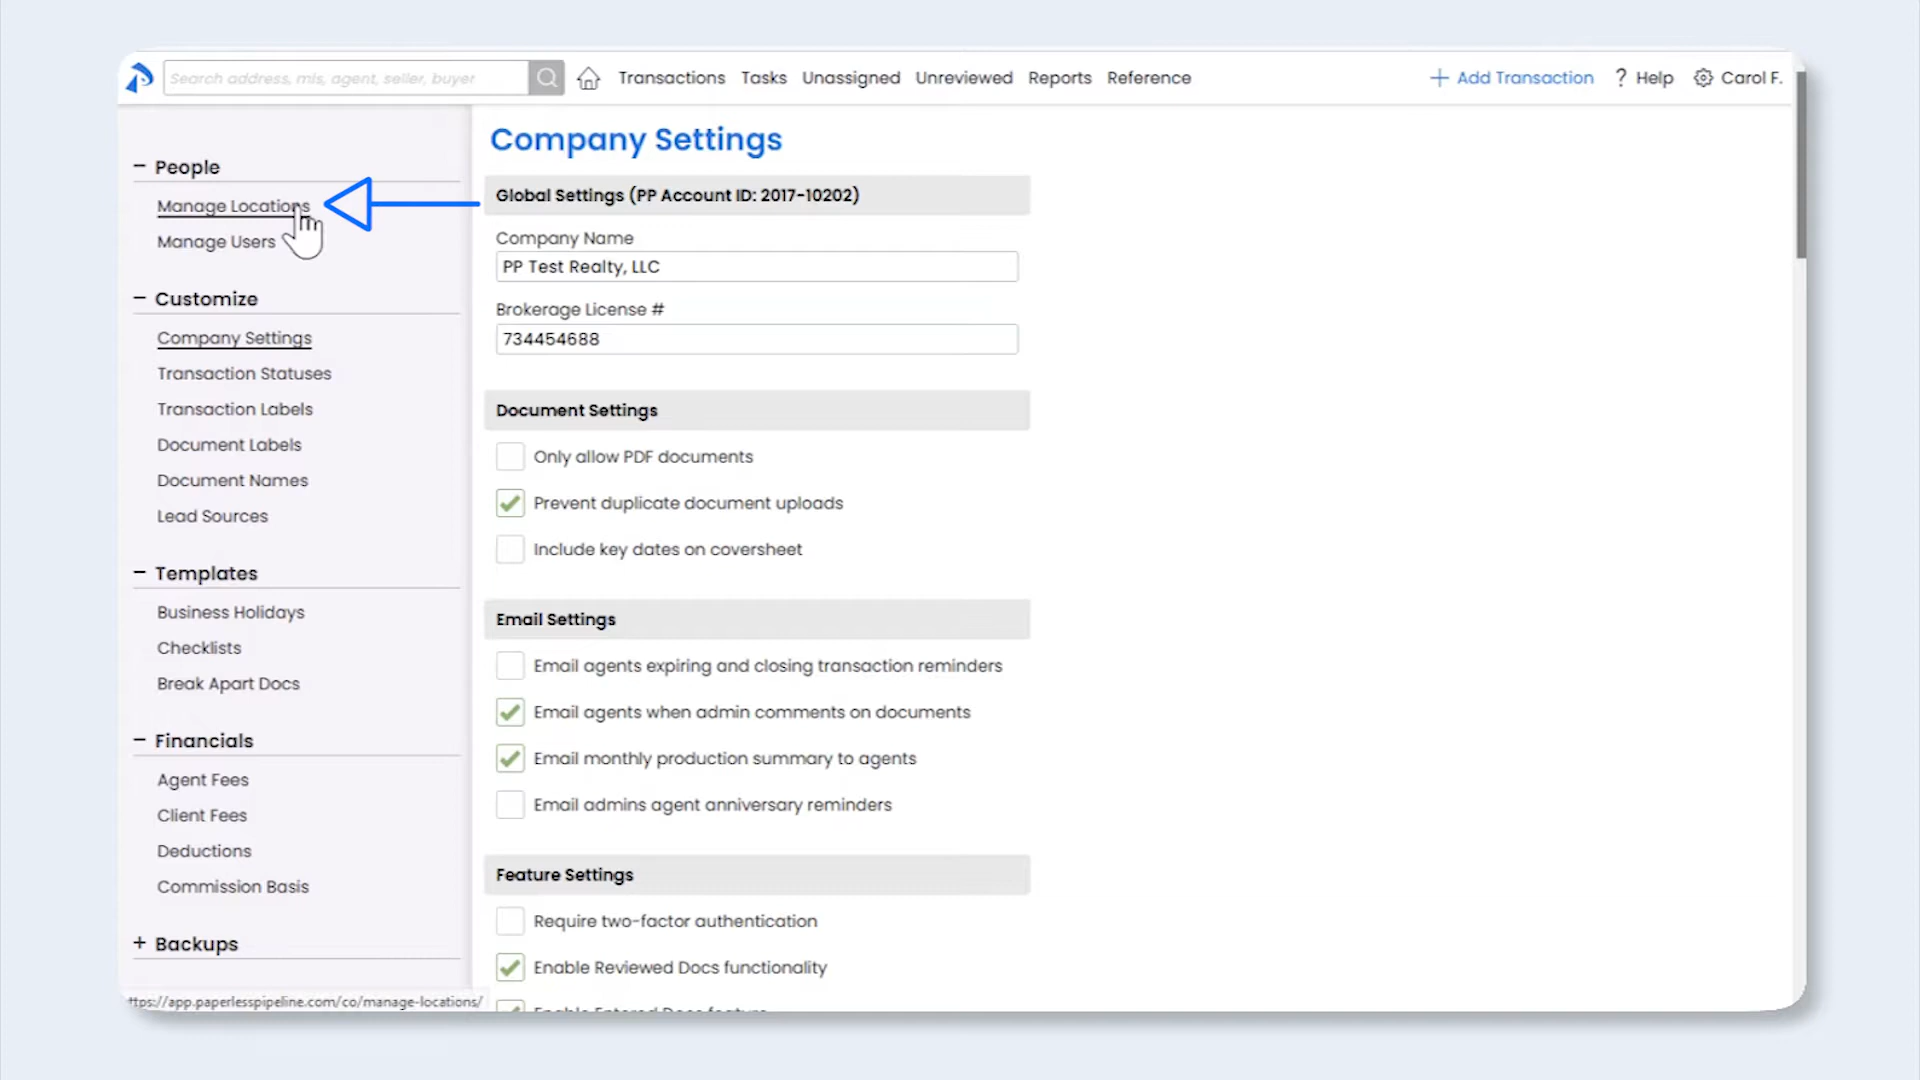 Search address, mls, agent, seller, buyer
Transactions Tasks Unassigned Unreviewed Reports Reference
+ Add Transaction ? Help Carol F.
− People
Manage Locations
Manage Users
− Customize
Company Settings
Transaction Statuses
Transaction Labels
Document Labels
Document Names
Lead Sources
− Templates
Business Holidays
Checklists
Break Apart Docs
− Financials
Agent Fees
Client Fees
Deductions
Commission Basis
+ Backups
ttps://app.paperlesspipeline.com/co/manage-locations/
Company Settings
Global Settings (PP Account ID: 2017-10202)
Company Name
PP Test Realty, LLC
Brokerage License #
734454688
Document Settings
Only allow PDF documents
Prevent duplicate document uploads
Include key dates on coversheet
Email Settings
Email agents expiring and closing transaction reminders
Email agents when admin comments on documents
Email monthly production summary to agents
Email admins agent anniversary reminders
Feature Settings
Require two-factor authentication
Enable Reviewed Docs functionality
Enable Entered Docs feature